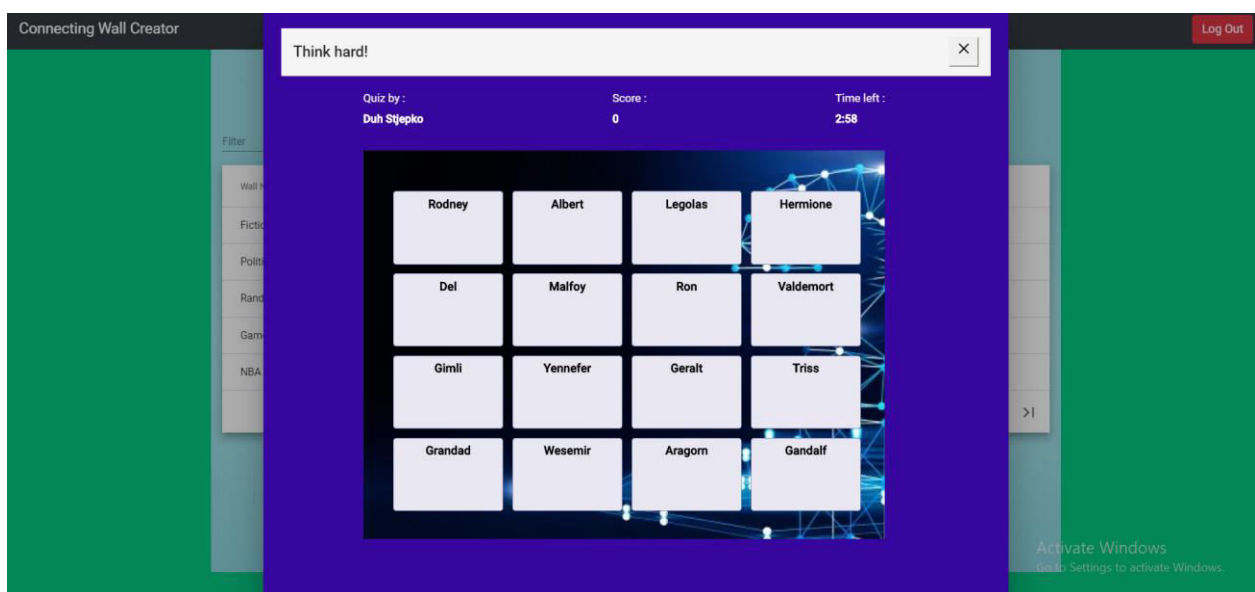 Connecting Wall Creator
Log Out
Think hard!
×
Quiz by : Score : Time left :
Duh Stjepko 0 2:58
Filter
Wall
Rodney Albert Legolas Hermione
Del Malfoy Ron Valdemort
Gimli Yennefer Geralt Triss
Grandad Wesemir Aragorn Gandalf
Fictio
Politi
Rand
Gam
NBA
Activate Windows
Go to Settings to activate Windows.